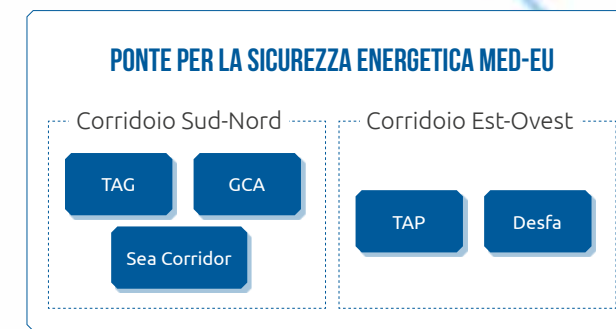 PONTE PER LA SICUREZZA ENERGETICA MED-EU
Corridoio Sud-Nord
TAG
GCA
Sea Corridor
Corridoio Est-Ovest
TAP
Desfa